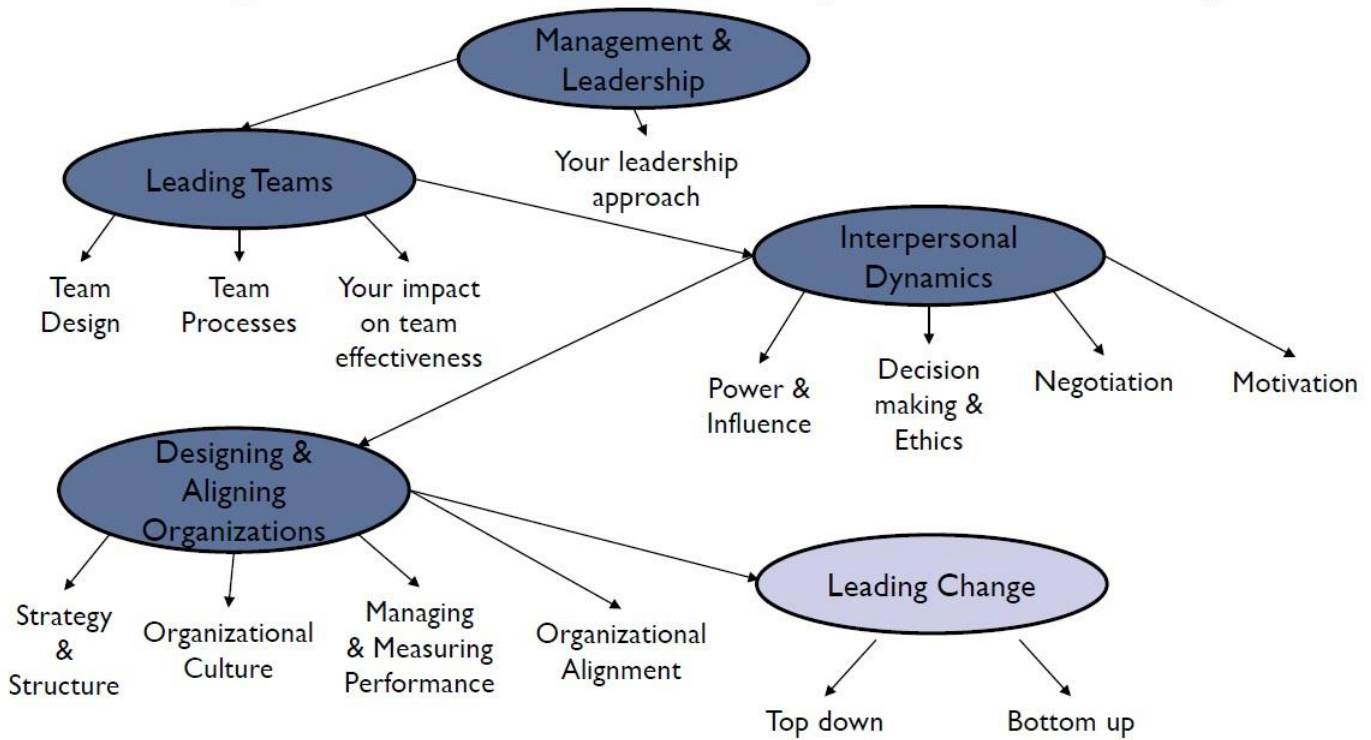 Management &
Leadership
Your leadership
approach
Leading Teams
Team
Design
Team
Processes
Your impact
on team
effectiveness
Interpersonal
Dynamics
Power &
Influence
Decision
making &
Ethics
Negotiation
Motivation
Designing &
Aligning
Organizations
Strategy
&
Structure
Organizational
Culture
Managing
& Measuring
Performance
Organizational
Alignment
Leading Change
Top down
Bottom up